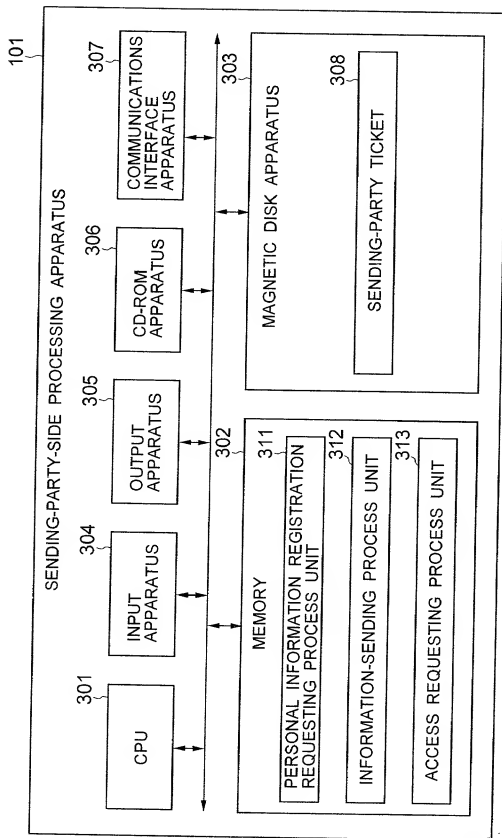 101
SENDING-PARTY-SIDE PROCESSING APPARATUS
301
CPU
304
INPUT
APPARATUS
305
OUTPUT
APPARATUS
306
CD-ROM
APPARATUS
307
COMMUNICATIONS
INTERFACE
APPARATUS
302
MEMORY
311
PERSONAL INFORMATION REGISTRATION
REQUESTING PROCESS UNIT
312
INFORMATION-SENDING PROCESS UNIT
313
ACCESS REQUESTING PROCESS UNIT
303
MAGNETIC DISK APPARATUS
308
SENDING-PARTY TICKET